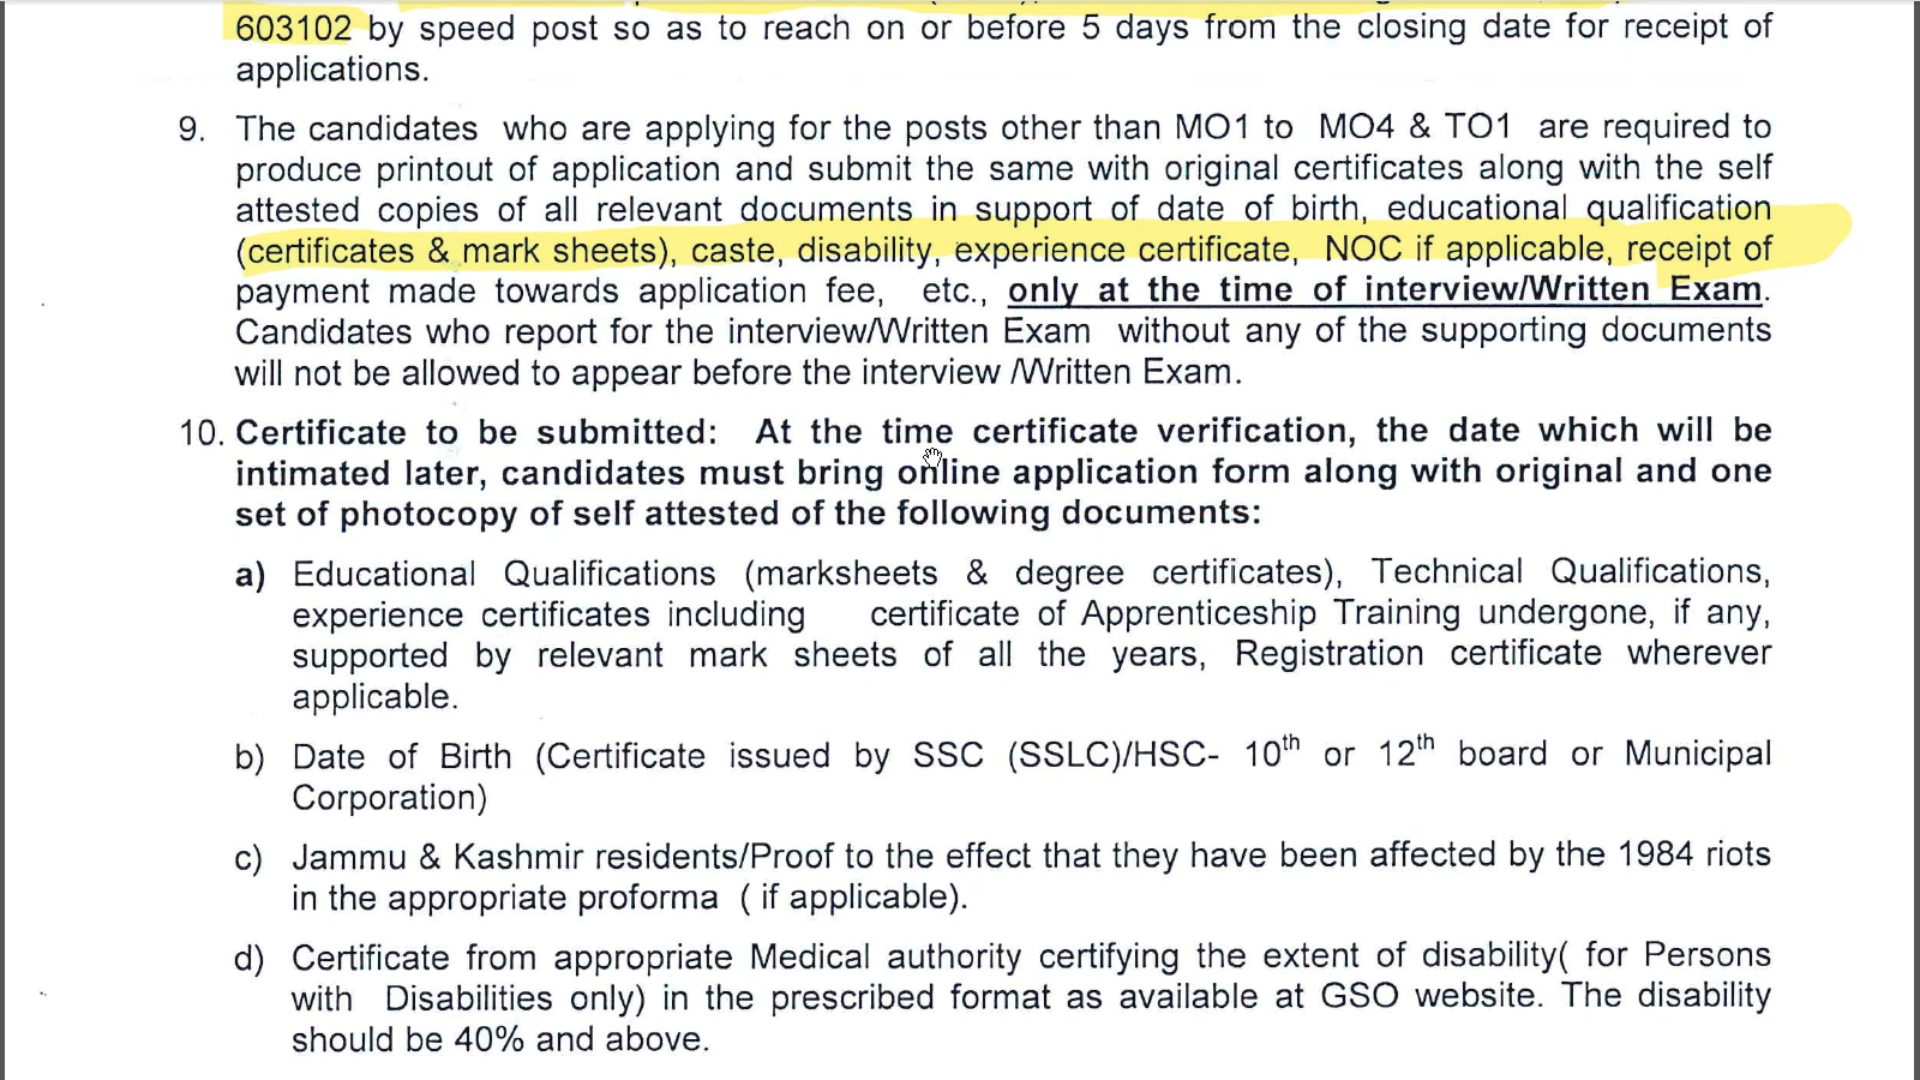 603102 by speed post so as to reach on or before 5 days from the closing date for receipt of
applications.
9. The candidates who are applying for the posts other than MO1 to MO4 & TO1 are required to
produce printout of application and submit the same with original certificates along with the self
attested copies of all relevant documents in support of date of birth, educational qualification
(certificates & mark sheets), caste, disability, experience certificate, NOC if applicable, receipt of
payment made towards application fee, etc., only at the time of interview/Written Exam.
Candidates who report for the interview/Written Exam without any of the supporting documents
will not be allowed to appear before the interview /Written Exam.
10. Certificate to be submitted: At the time certificate verification, the date which will be
intimated later, candidates must bring online application form along with original and one
set of photocopy of self attested of the following documents:
a) Educational Qualifications (marksheets & degree certificates), Technical Qualifications,
experience certificates including certificate of Apprenticeship Training undergone, if any,
supported by relevant mark sheets of all the years, Registration certificate wherever
applicable.
b) Date of Birth (Certificate issued by SSC (SSLC)/HSC- 10th or 12th board or Municipal
Corporation)
c) Jammu & Kashmir residents/Proof to the effect that they have been affected by the 1984 riots
in the appropriate proforma ( if applicable).
d) Certificate from appropriate Medical authority certifying the extent of disability( for Persons
with Disabilities only) in the prescribed format as available at GSO website. The disability
should be 40% and above.